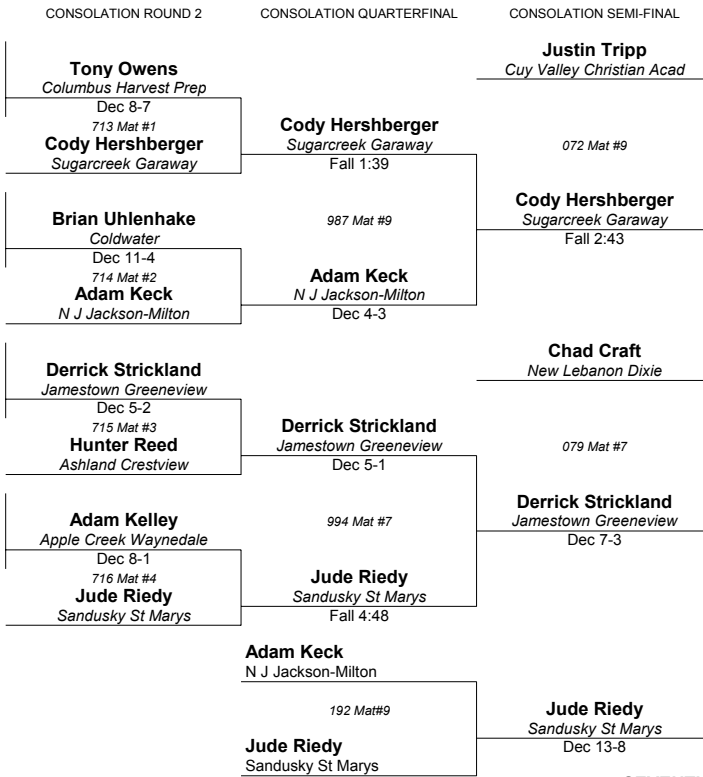 CONSOLATION ROUND 2
CONSOLATION QUARTERFINAL
CONSOLATION SEMI-FINAL
Tony Owens
Columbus Harvest Prep
Dec 8-7
713 Mat #1
Cody Hershberger
Sugarcreek Garaway
Brian Uhlenhake
Coldwater
Dec 11-4
714 Mat #2
Adam Keck
N J Jackson-Milton
Derrick Strickland
Jamestown Greeneview
Dec 5-2
715 Mat #3
Hunter Reed
Ashland Crestview
Adam Kelley
Apple Creek Waynedale
Dec 8-1
716 Mat #4
Jude Riedy
Sandusky St Marys
Cody Hershberger
Sugarcreek Garaway
Fall 1:39
987 Mat #9
Adam Keck
N J Jackson-Milton
Dec 4-3
Derrick Strickland
Jamestown Greeneview
Dec 5-1
994 Mat #7
Jude Riedy
Sandusky St Marys
Fall 4:48
Adam Keck
N J Jackson-Milton
192 Mat#9
Jude Riedy
Sandusky St Marys
Justin Tripp
Cuy Valley Christian Acad
072 Mat #9
Cody Hershberger
Sugarcreek Garaway
Fall 2:43
Chad Craft
New Lebanon Dixie
079 Mat #7
Derrick Strickland
Jamestown Greeneview
Dec 7-3
Jude Riedy
Sandusky St Marys
Dec 13-8